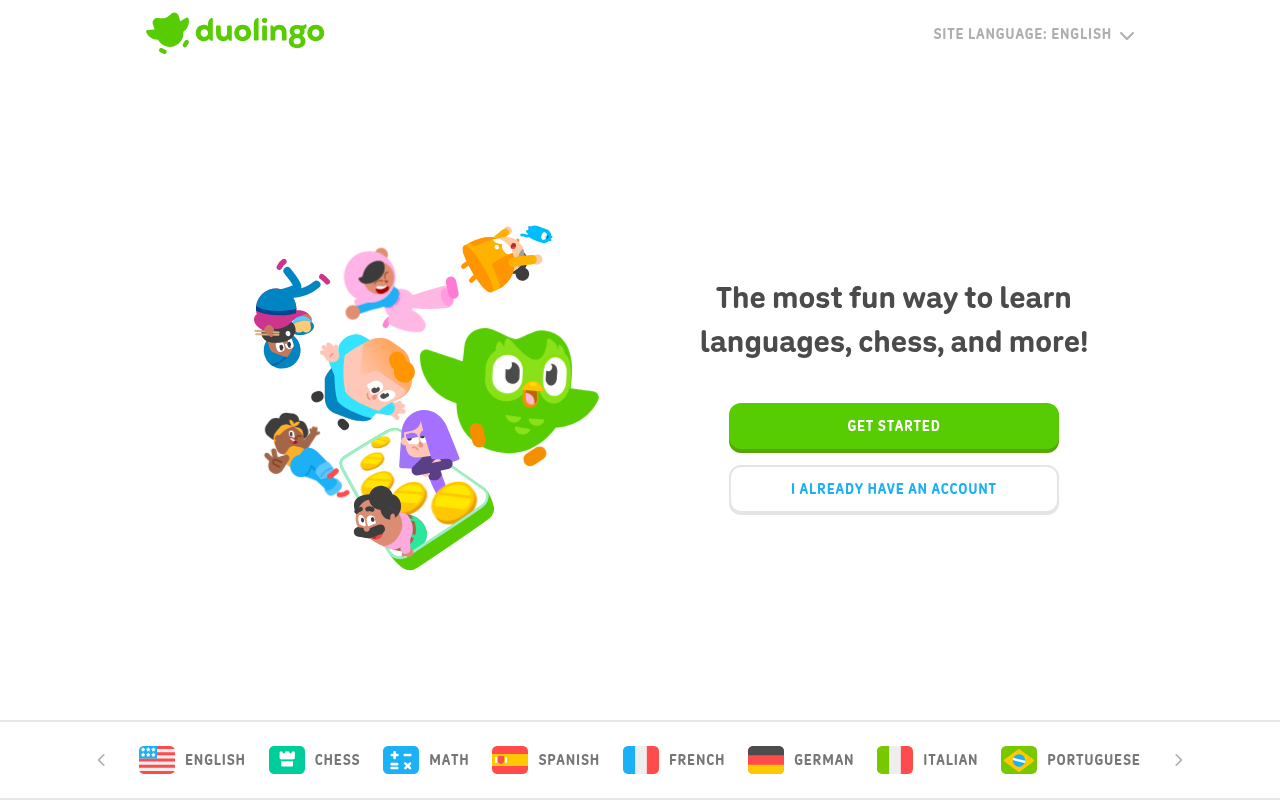 duolingo
SITE LANGUAGE: ENGLISH
The most fun way to learn
languages, chess, and more!
GET STARTED
I ALREADY HAVE AN ACCOUNT
ENGLISH
CHESS
MATH
SPANISH
FRENCH
GERMAN
ITALIAN
PORTUGUESE